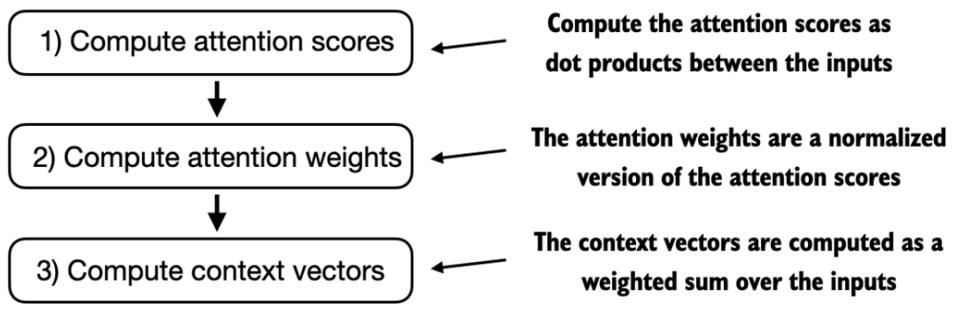 1) Compute attention scores
Compute the attention scores as
dot products between the inputs
2) Compute attention weights
The attention weights are a normalized
version of the attention scores
3) Compute context vectors
The context vectors are computed as a
weighted sum over the inputs